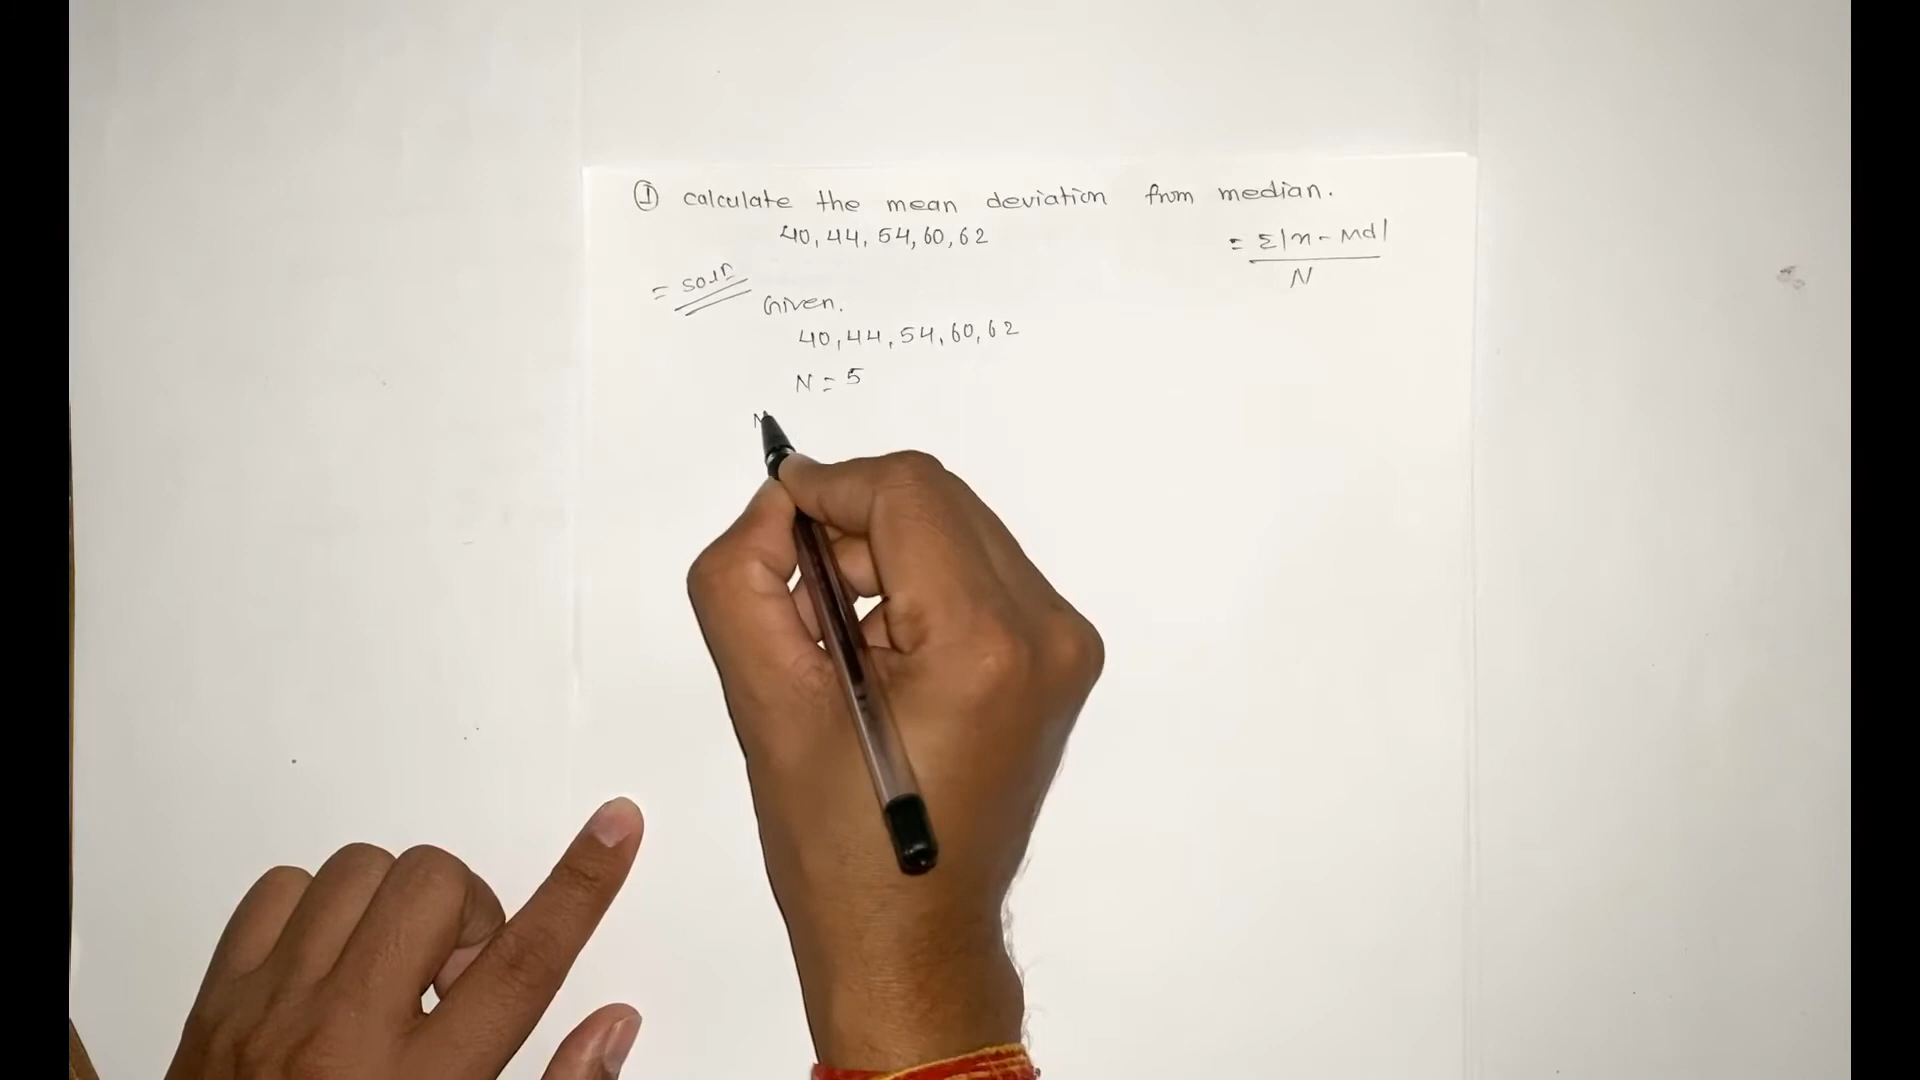 ① calculate the mean deviation from median.
40, 44, 54, 60, 62
= Σ|x - Md|
N
= Soln
Given.
40, 44, 54, 60, 62
N = 5